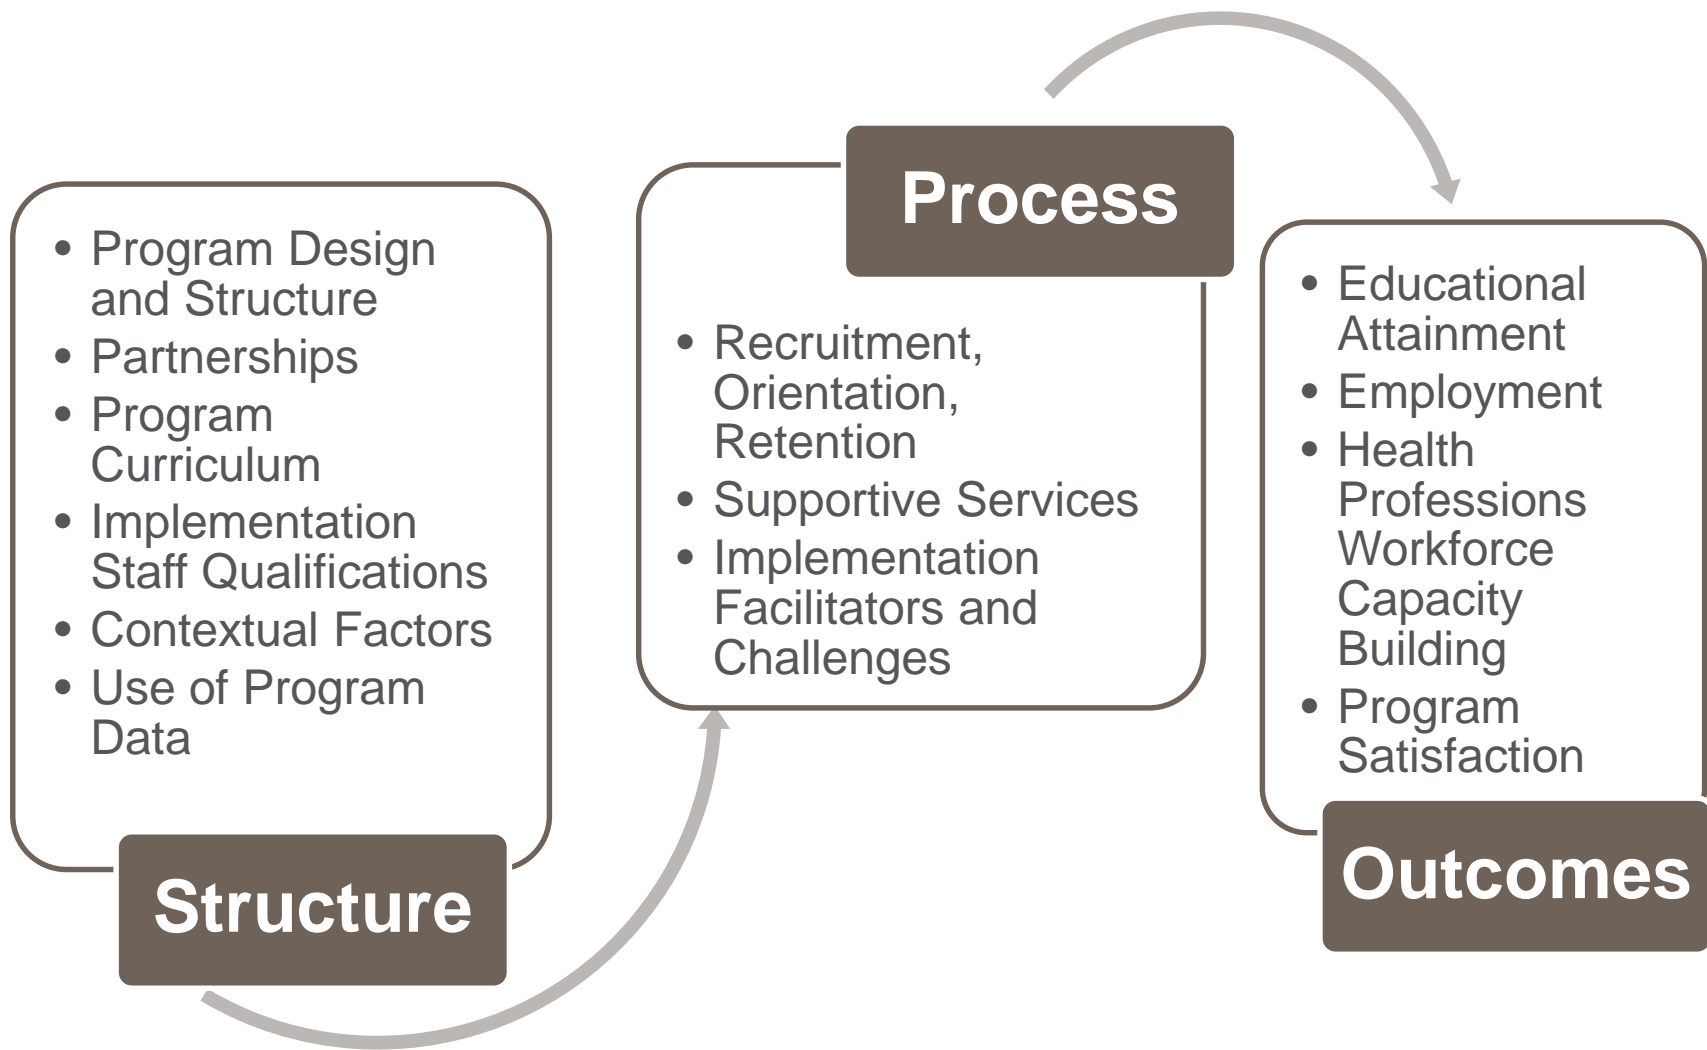 • Program Design
and Structure
• Partnerships
• Program
Curriculum
• Implementation
Staff Qualifications
• Contextual Factors
• Use of Program
Data
Structure
Process
• Recruitment,
Orientation,
Retention
• Supportive Services
• Implementation
Facilitators and
Challenges
• Educational
Attainment
• Employment
• Health
Professions
Workforce
Capacity
Building
• Program
Satisfaction
Outcomes